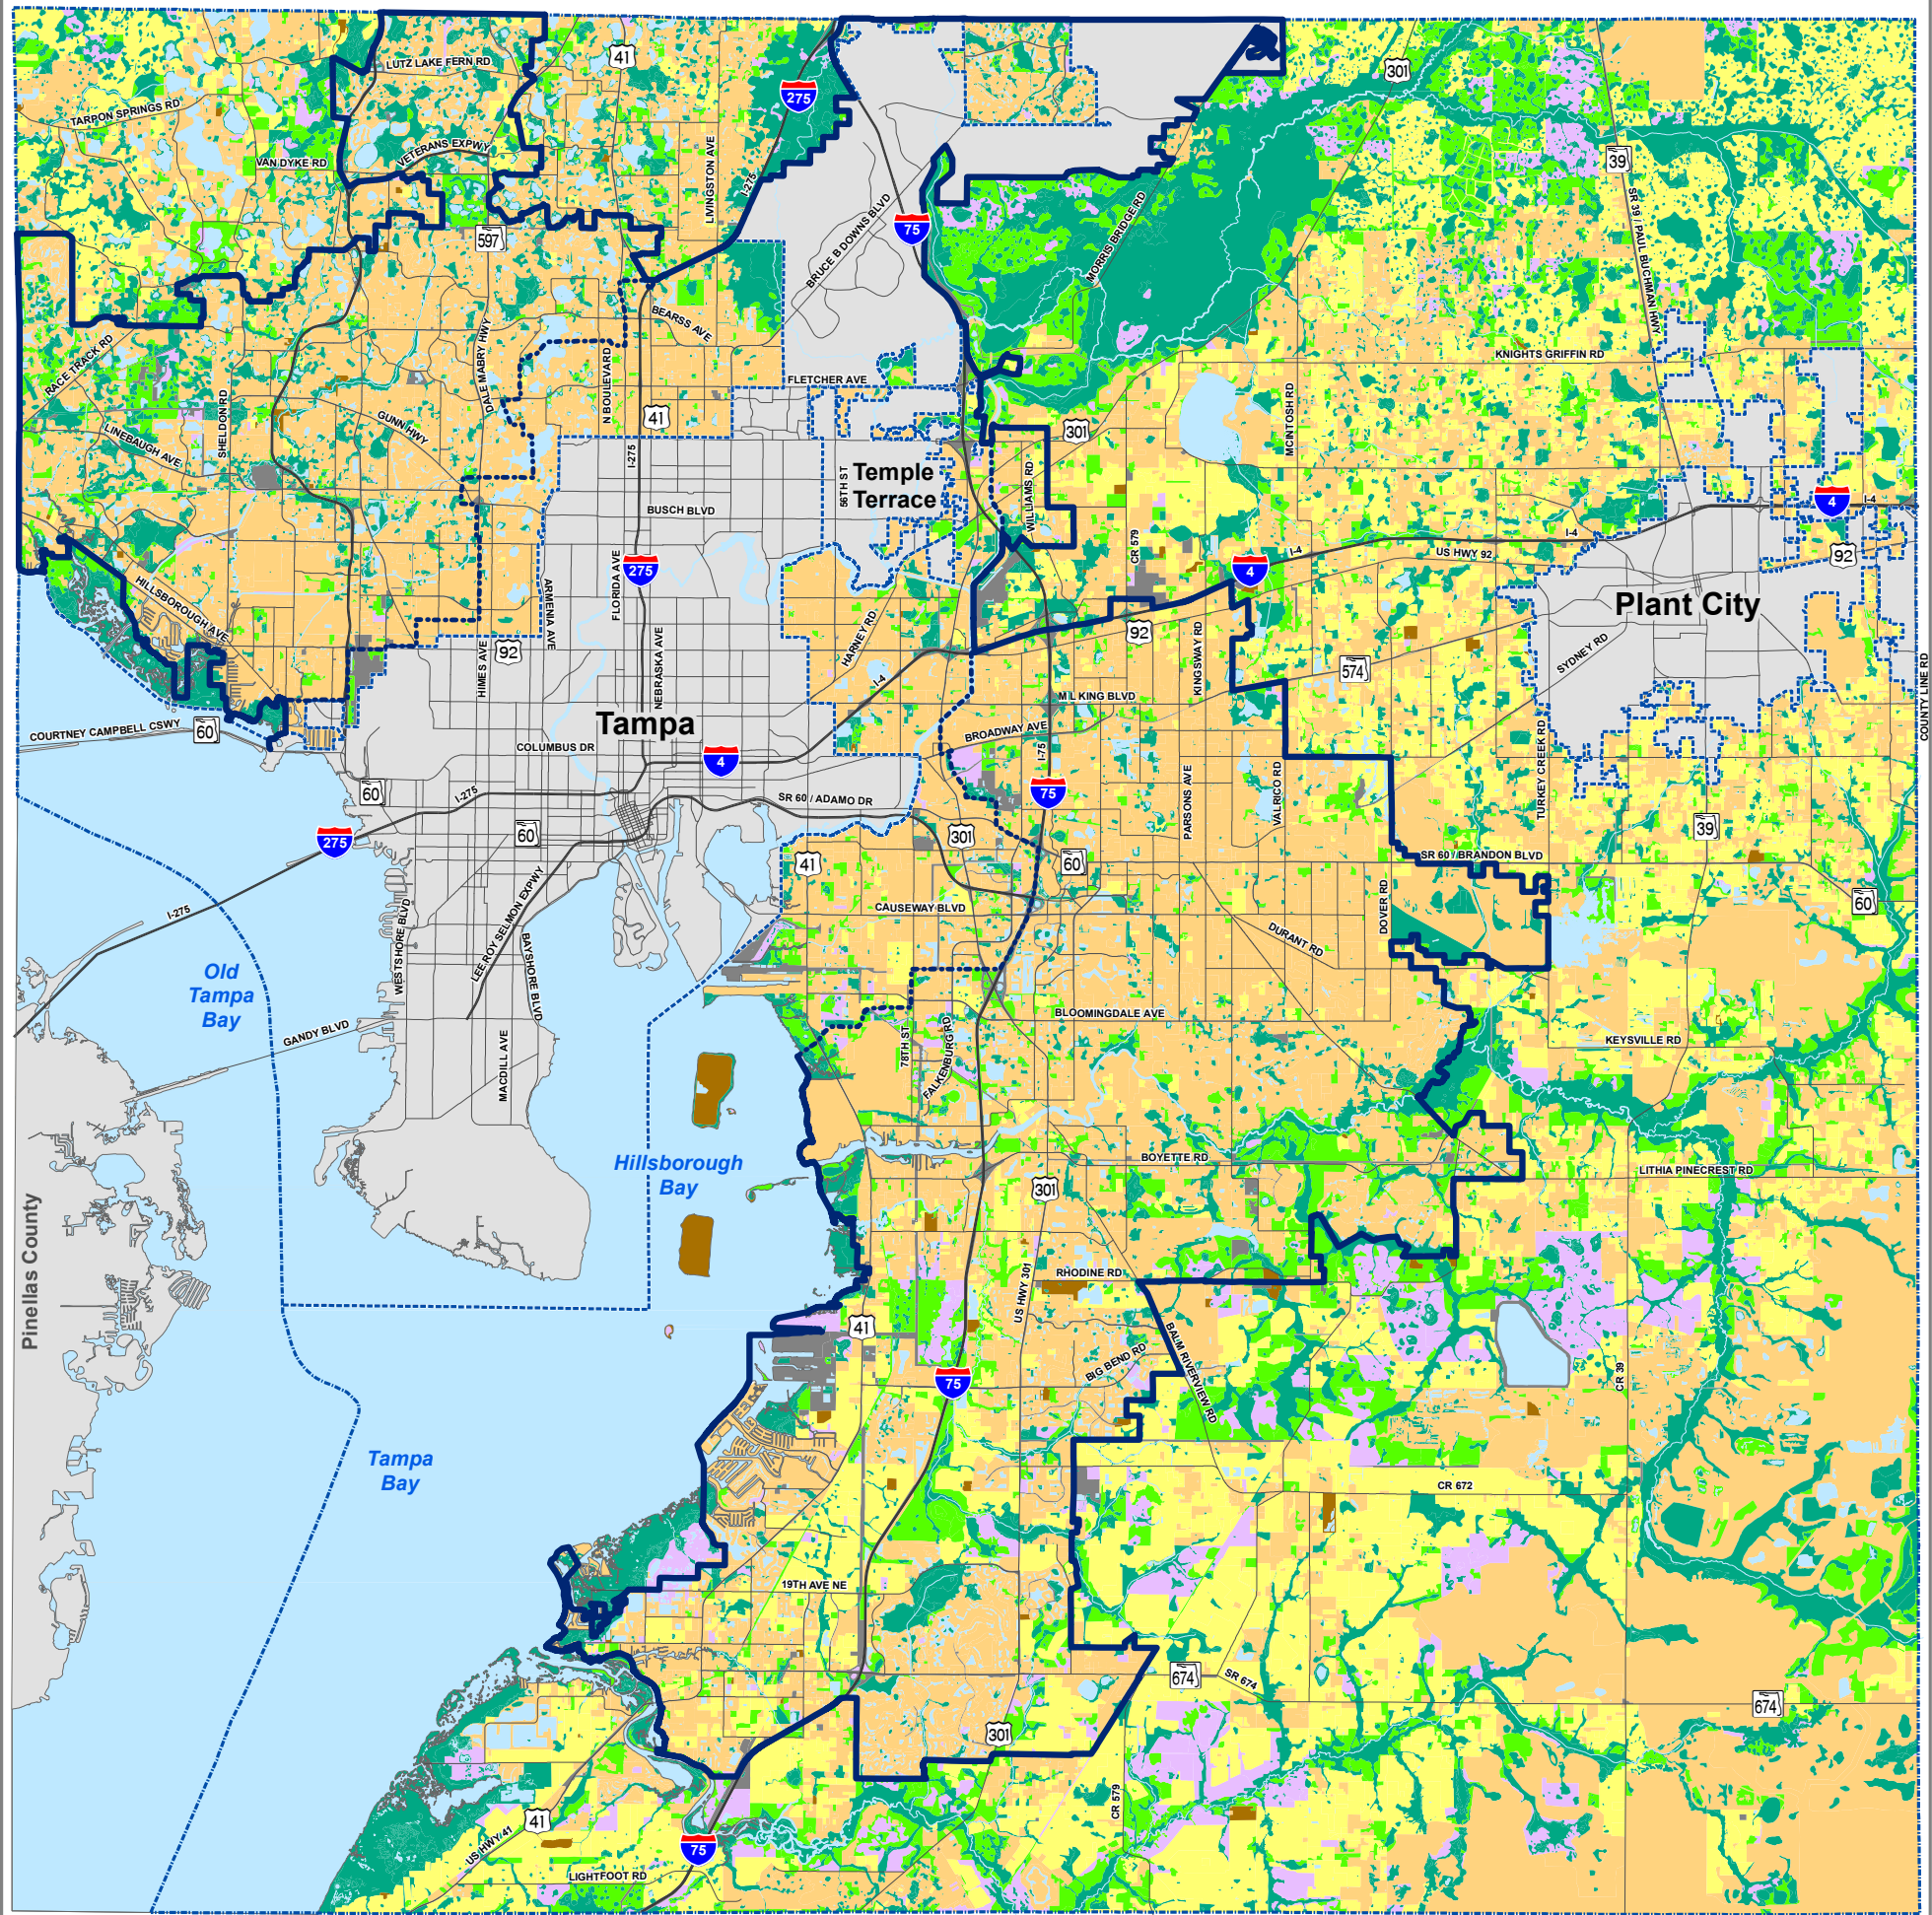 LUTZ LAKE FERN RD
41
301
275
TARPON SPRINGS RD
VETERANS EXPWY
VAN DYKE RD
LIVINGSTON AVE
I-275
39
SR 39 / PAUL BUCHMAN HWY
BRUCE B DOWNS BLVD
75
MORRIS BRIDGE RD
597
RACE TRACK RD
DALE MABRY HWY
N BOULEVARD
BEARSS AVE
KNIGHTS GRIFFIN RD
FLETCHER AVE
SHELDON RD
GUNN HWY
41
MCINTOSH RD
LINEBAUGH AVE
I-275
301
56TH ST
Temple
Terrace
WILLIAMS RD
BUSCH BLVD
4
I-4
CR 579
I-4
I-4
US HWY 92
92
HILLSBOROUGH AVE
ARMENIA AVE
FLORIDA AVE
275
4
Plant City
HIMES AVE
92
NEBRASKA AVE
HARNEY RD
92
KINGSWAY RD
SYDNEY RD
574
I-4
M L KING BLVD
COUNTY LINE RD
COURTNEY CAMPBELL CSWY
60
Tampa
BROADWAY AVE
COLUMBUS DR
4
I-75
TURKEY CREEK RD
60
I-275
SR 60 / ADAMO DR
75
PARSONS AVE
VALRICO RD
275
60
41
301
60
39
SR 60 / BRANDON BLVD
LEE ROY SELMON EXPWY
I-275
WESTSHORE BLVD
BAYSHORE BLVD
CAUSEWAY BLVD
DOVER RD
60
DURANT RD
Old
Tampa
Bay
GANDY BLVD
MACDILL AVE
78TH ST
FALKENBURG RD
BLOOMINGDALE AVE
KEYSVILLE RD
Hillsborough
Bay
BOYETTE RD
LITHIA PINECREST RD
301
Pinellas County
RHODINE RD
US HWY 301
41
BALM RIVERVIEW RD
BIG BEND RD
75
CR 39
Tampa
Bay
CR 672
19TH AVE NE
674
SR 674
674
301
41
US HWY 41
CR 579
75
LIGHTFOOT RD